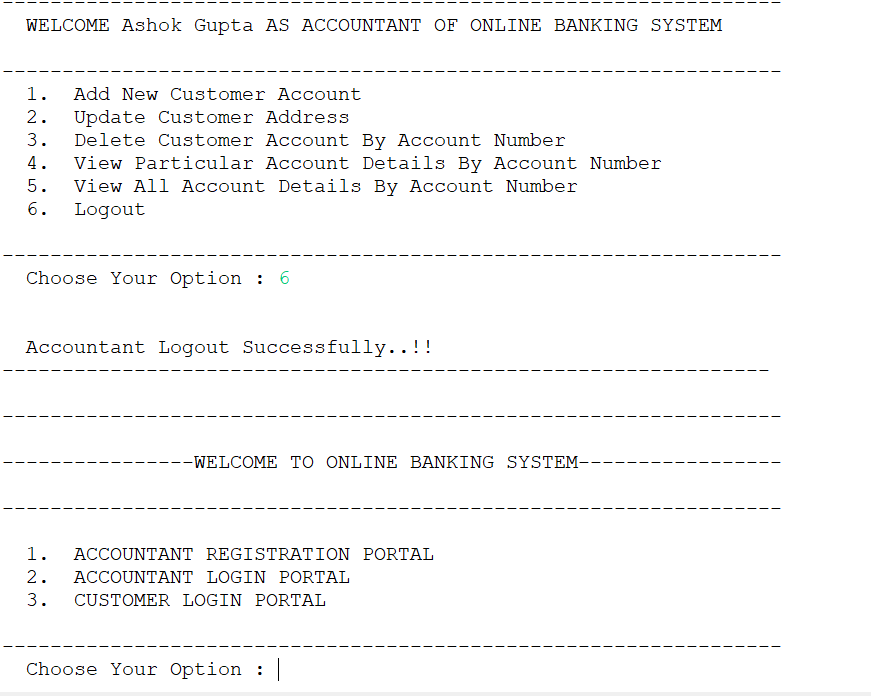 -----------------------------------------------------------------
WELCOME Ashok Gupta AS ACCOUNTANT OF ONLINE BANKING SYSTEM
-----------------------------------------------------------------
1.  Add New Customer Account
2.  Update Customer Address
3.  Delete Customer Account By Account Number
4.  View Particular Account Details By Account Number
5.  View All Account Details By Account Number
6.  Logout
-----------------------------------------------------------------
Choose Your Option : 6
Accountant Logout Successfully..!!
----------------------------------------------------------------
-----------------------------------------------------------------
----------------WELCOME TO ONLINE BANKING SYSTEM-----------------
-----------------------------------------------------------------
1.  ACCOUNTANT REGISTRATION PORTAL
2.  ACCOUNTANT LOGIN PORTAL
3.  CUSTOMER LOGIN PORTAL
-----------------------------------------------------------------
Choose Your Option :